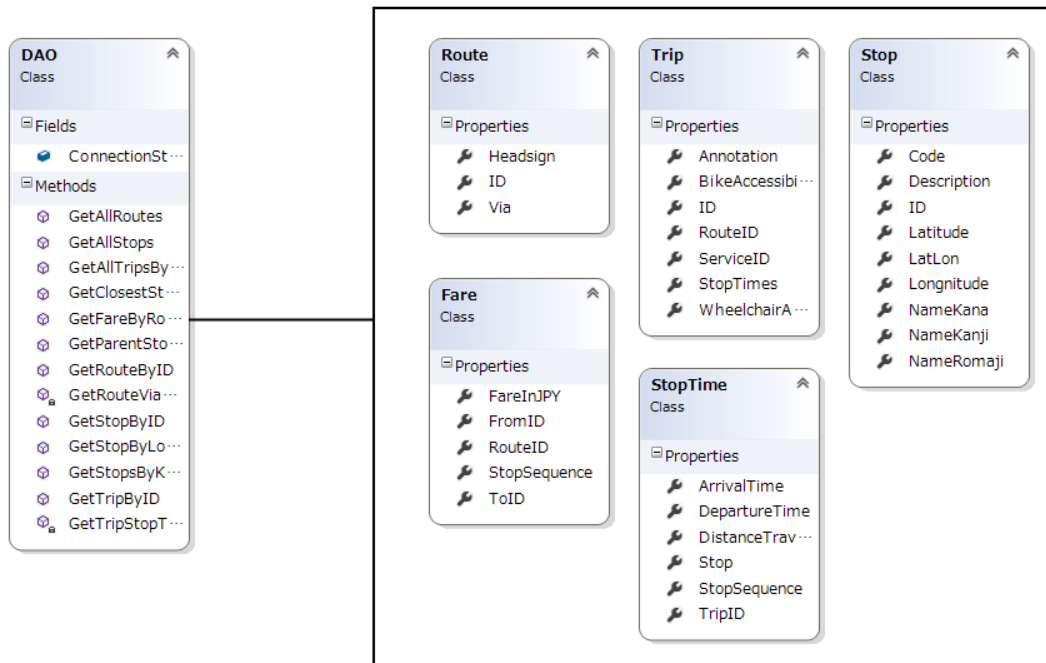 DAO
Class
Fields
ConnectionSt···
Methods
GetAllRoutes
GetAllStops
GetAllTripsBy···
GetClosestSt···
GetFareByRo···
GetParentSto···
GetRouteByID
GetRouteVia···
GetStopByID
GetStopByLo···
GetStopsByK···
GetTripByID
GetTripStopT···
Route
Class
Properties
Headsign
ID
Via
Trip
Class
Properties
Annotation
BikeAccessibi···
ID
RouteID
ServiceID
StopTimes
WheelchairA···
Stop
Class
Properties
Code
Description
ID
Latitude
LatLon
Longnitude
NameKana
NameKanji
NameRomaji
Fare
Class
Properties
FareInJPY
FromID
RouteID
StopSequence
ToID
StopTime
Class
Properties
ArrivalTime
DepartureTime
DistanceTrav···
Stop
StopSequence
TripID